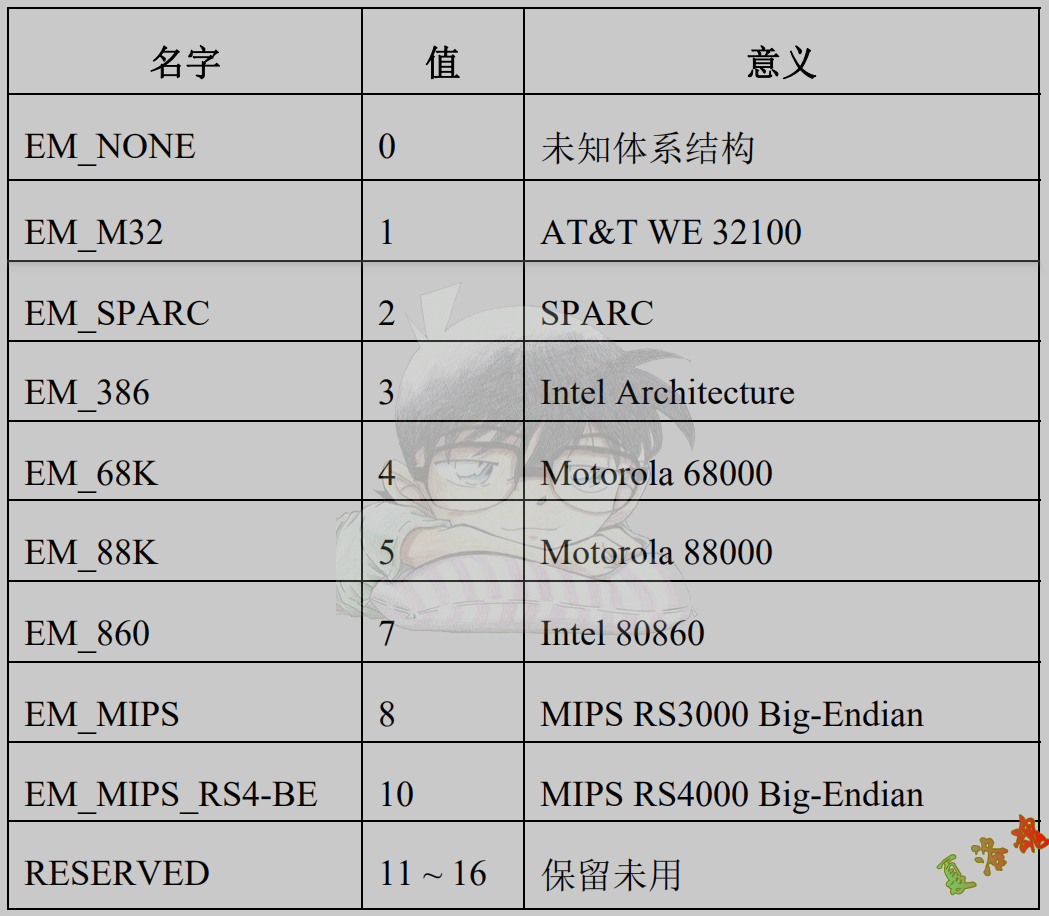 名字 值 意义
EM_NONE 0 未知体系结构
EM_M32 1 AT&T WE 32100
EM_SPARC 2 SPARC
EM_386 3 Intel Architecture
EM_68K 4 Motorola 68000
EM_88K 5 Motorola 88000
EM_860 7 Intel 80860
EM_MIPS 8 MIPS RS3000 Big-Endian
EM_MIPS_RS4-BE 10 MIPS RS4000 Big-Endian
RESERVED 11 ~ 16 保留未用